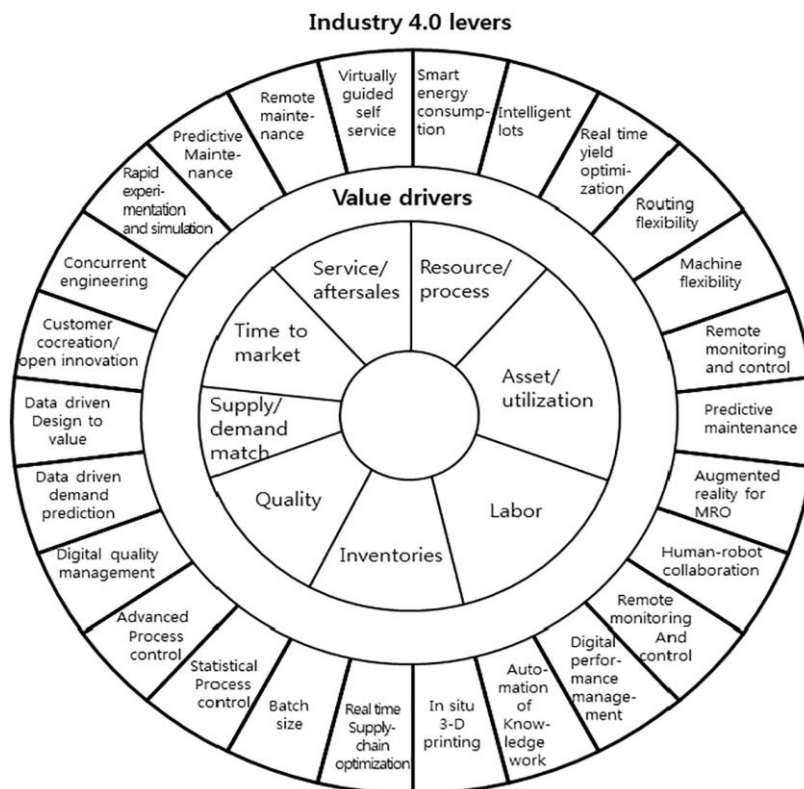 Industry 4.0 levers
Virtually
guided
self
service
Smart
energy
consump-
tion
Intelligent
lots
Real time
yield
optimi-
zation
Routing
flexibility
Machine
flexibility
Remote
monitoring
and control
Predictive
maintenance
Augmented
reality for
MRO
Human-robot
collaboration
Remote
monitoring
And
control
Digital
perfor-
mance
manage-
ment
Auto-
mation
of
Know-
ledge
work
In situ
3-D
printing
Real time
Supply-
chain
optimization
Batch
size
Statistical
Process
control
Advanced
Process
control
Digital quality
management
Data driven
demand
prediction
Data driven
Design to
value
Customer
cocreation/
open innovation
Concurrent
engineering
Rapid
experi-
mentation
and simulation
Predictive
Mainte-
nance
Remote
mainte-
nance
Value drivers
Service/
aftersales
Resource/
process
Asset/
utilization
Labor
Inventories
Quality
Supply/
demand
match
Time to
market